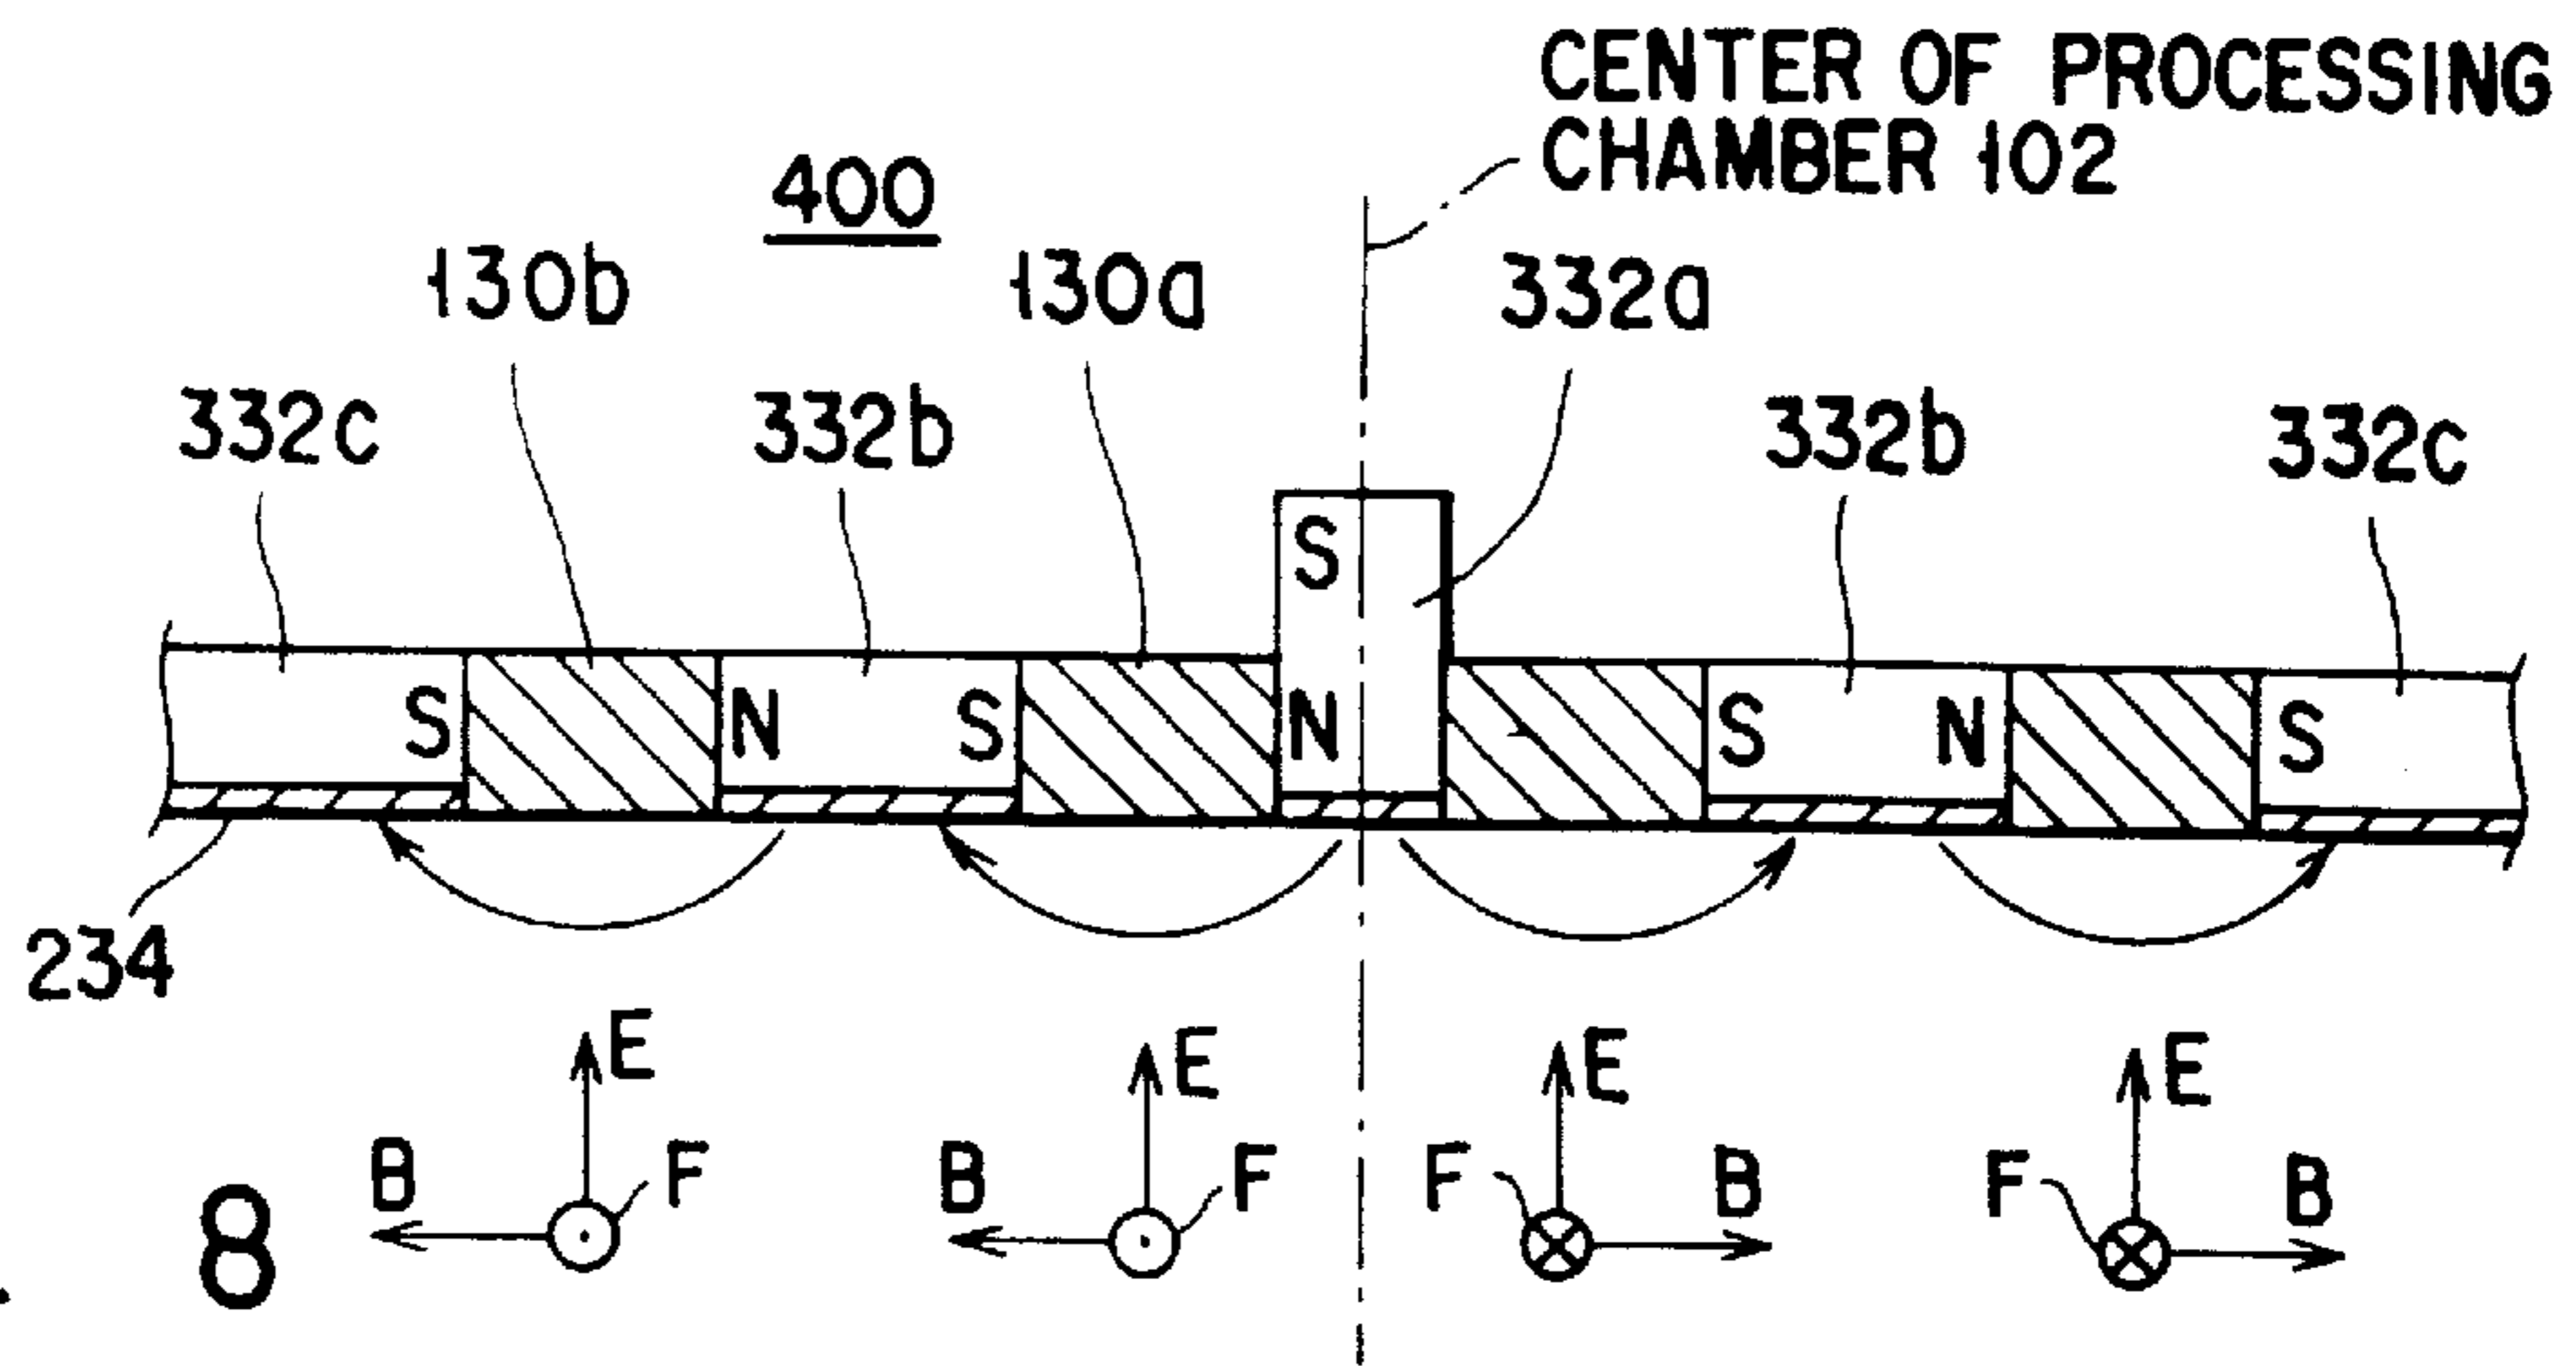 CENTER OF PROCESSING
CHAMBER 102
400
130b
130a
332a
332c
332b
332b
332c
S
S
N
S
N
S
N
S
234
E
E
E
E
B
F
B
F
F
B
F
B
8